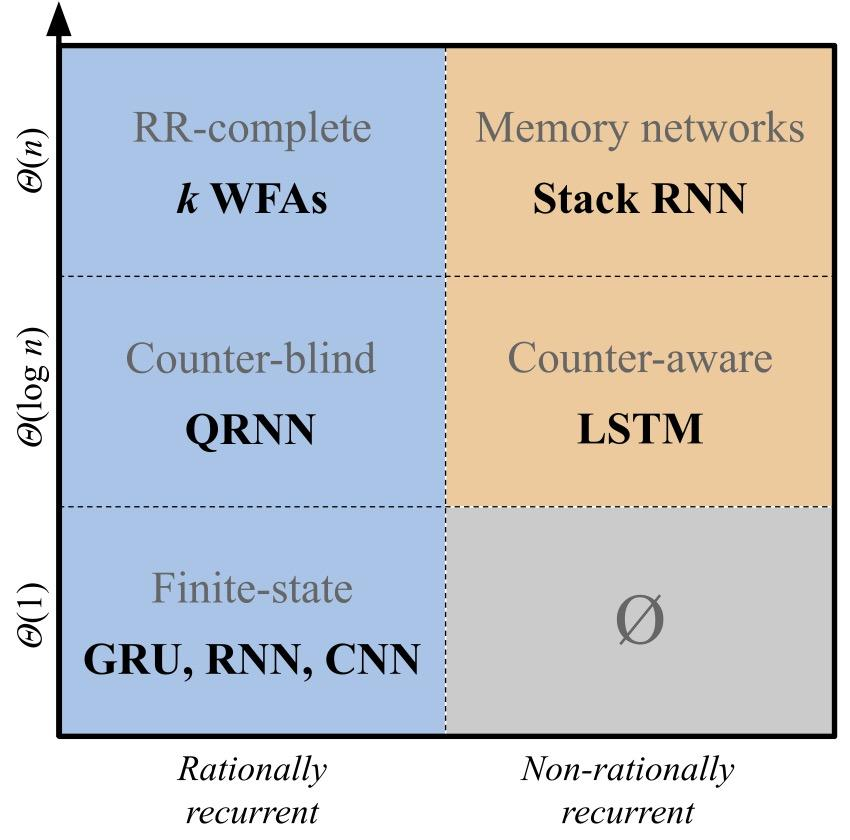 Θ(n)
RR-complete
k WFAs
Memory networks
Stack RNN
Θ(log n)
Counter-blind
QRNN
Counter-aware
LSTM
Θ(1)
Finite-state
GRU, RNN, CNN
Ø
Rationally
recurrent
Non-rationally
recurrent